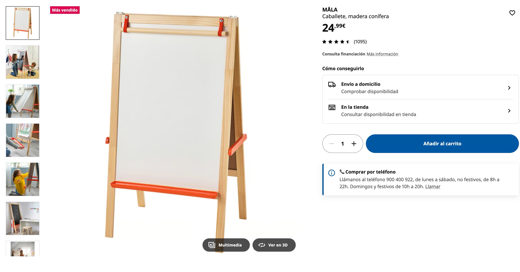 Más vendido
MÅLA
Caballete, madera conífera
24,99€
(1095)
Consulta financiación Más información
Cómo conseguirlo
Envío a domicilio
Comprobar disponibilidad
En la tienda
Consultar disponibilidad en tienda
1
Añadir al carrito
Comprar por teléfono
Llámanos al teléfono 900 400 922, de lunes a sábado, no festivos, de 8h a
22h. Domingos y festivos de 10h a 20h. Llamar
Multimedia
Ver en 3D